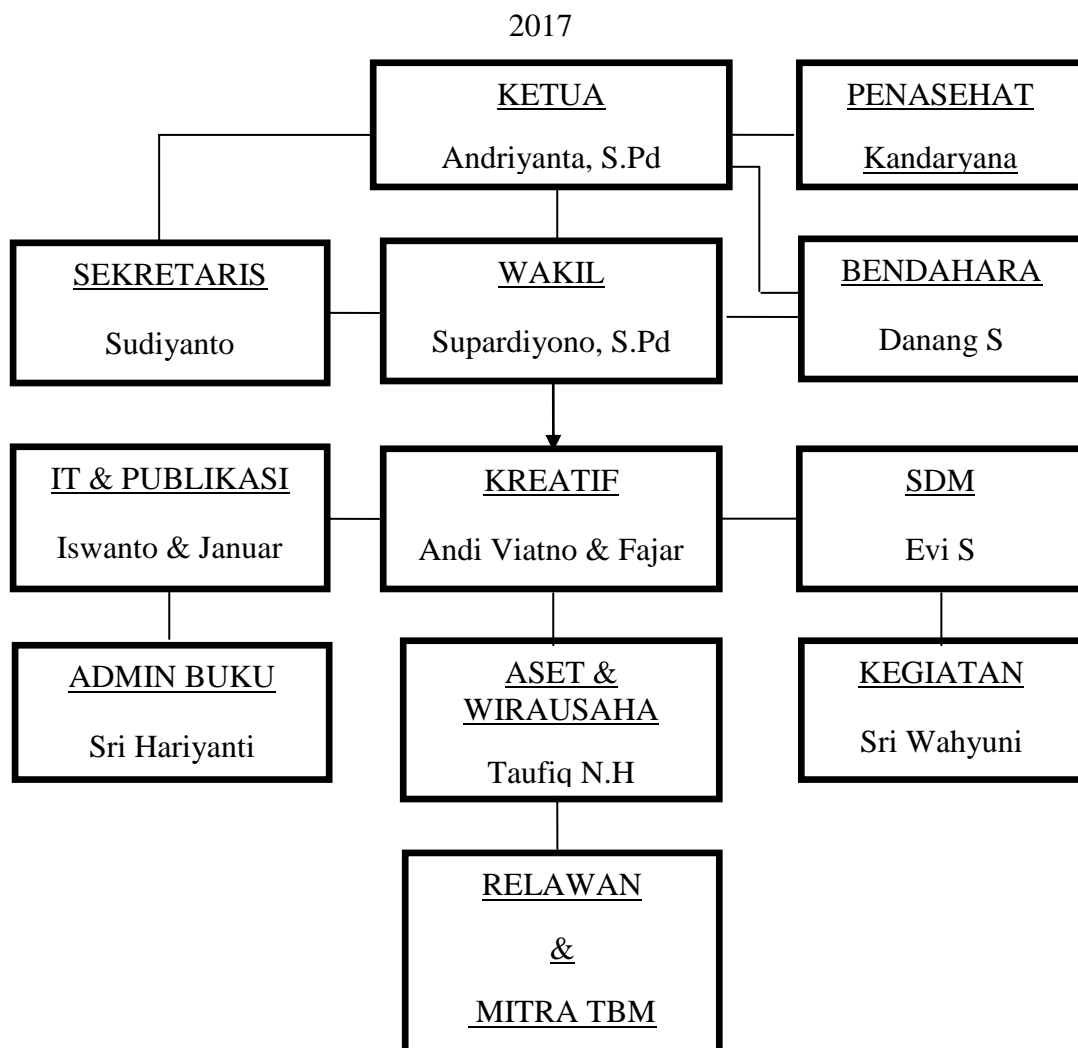 2017
KETUA
Andriyanta, S.Pd
PENASEHAT
Kandaryana
SEKRETARIS
Sudiyanto
WAKIL
Supardiyono, S.Pd
BENDAHARA
Danang S
IT & PUBLIKASI
Iswanto & Januar
KREATIF
Andi Viatno & Fajar
SDM
Evi S
ADMIN BUKU
Sri Hariyanti
ASET &
WIRAUSAHA
Taufiq N.H
KEGIATAN
Sri Wahyuni
RELAWAN
&
MITRA TBM